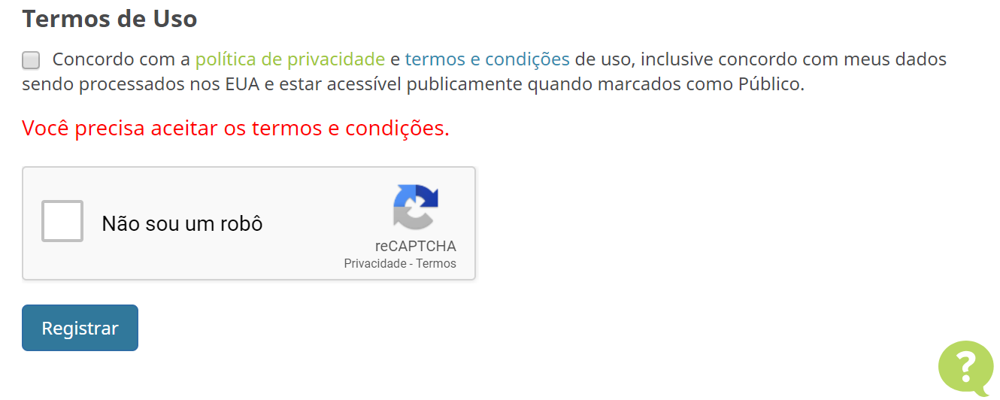 Termos de Uso
Concordo com a política de privacidade e termos e condições de uso, inclusive concordo com meus dados
sendo processados nos EUA e estar acessível publicamente quando marcados como Público.
Você precisa aceitar os termos e condições.
Não sou um robô
reCAPTCHA
Privacidade - Termos
Registrar
?